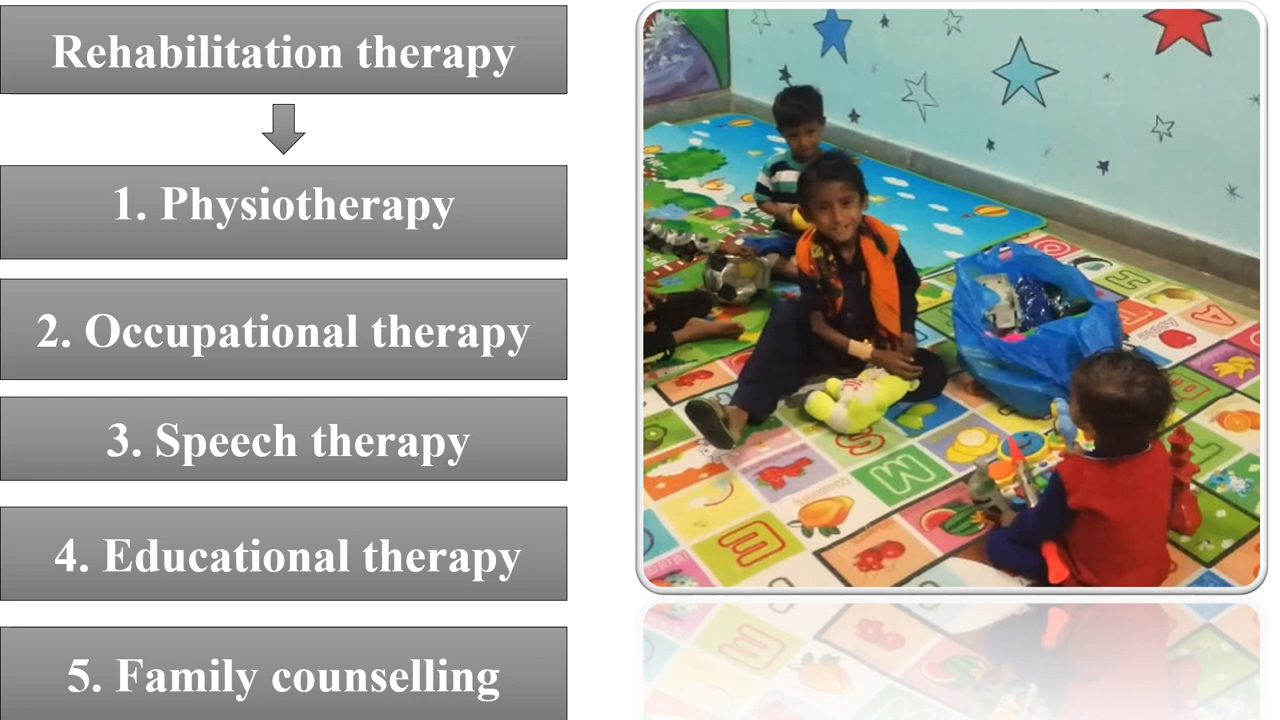 Rehabilitation therapy
1. Physiotherapy
2. Occupational therapy
3. Speech therapy
4. Educational therapy
5. Family counselling